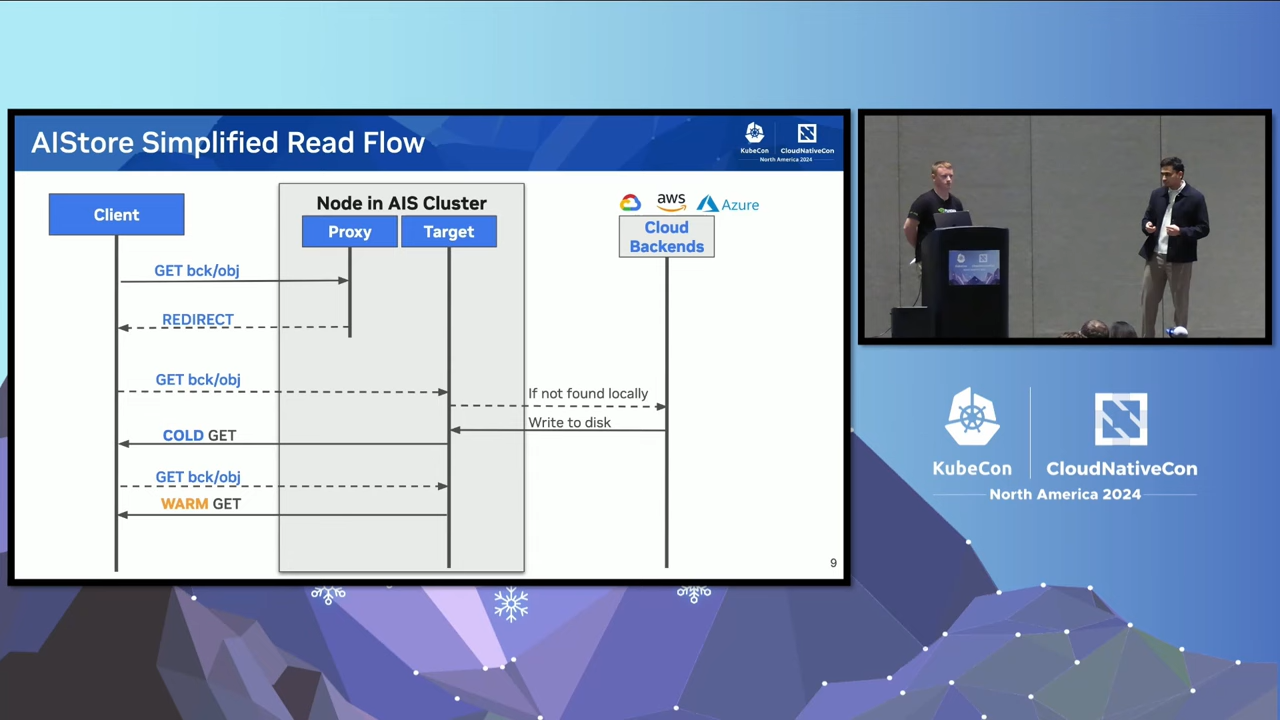 AIStore Simplified Read Flow
KubeCon
CloudNativeCon
North America 2024
Client
Node in AIS Cluster
Proxy
Target
aws
Azure
Cloud
Backends
GET bck/obj
REDIRECT
GET bck/obj
If not found locally
Write to disk
COLD GET
GET bck/obj
WARM GET
9
KubeCon
CloudNativeCon
North America 2024